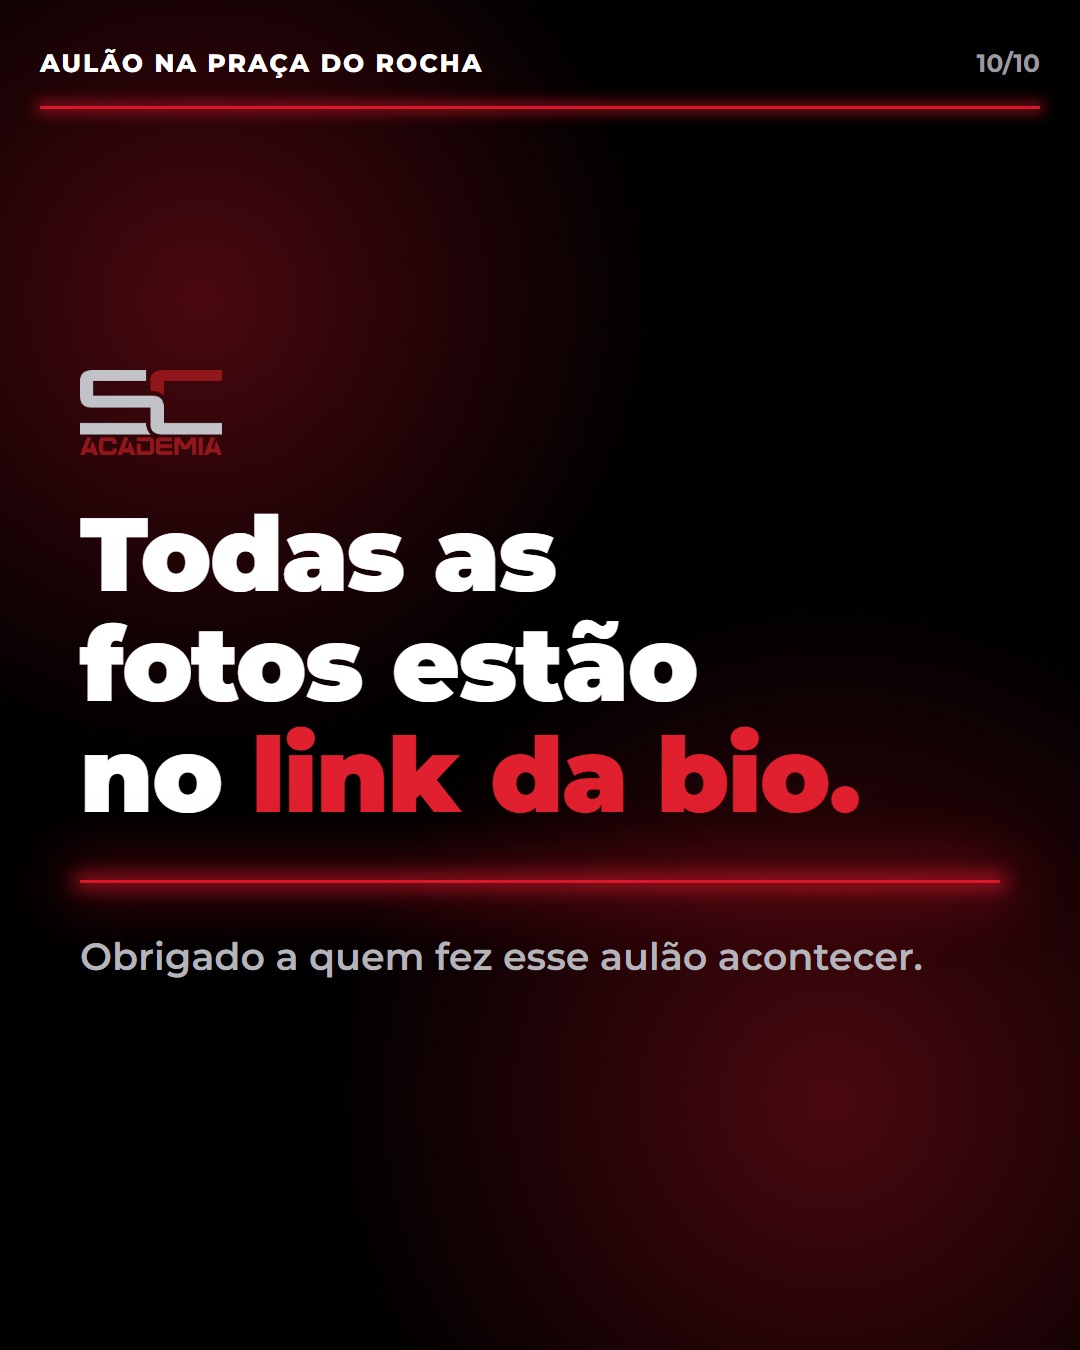 AULÃO NA PRAÇA DO ROCHA
10/10
SC
ACADEMIA
Todas as
fotos estão
no link da bio.
Obrigado a quem fez esse aulão acontecer.